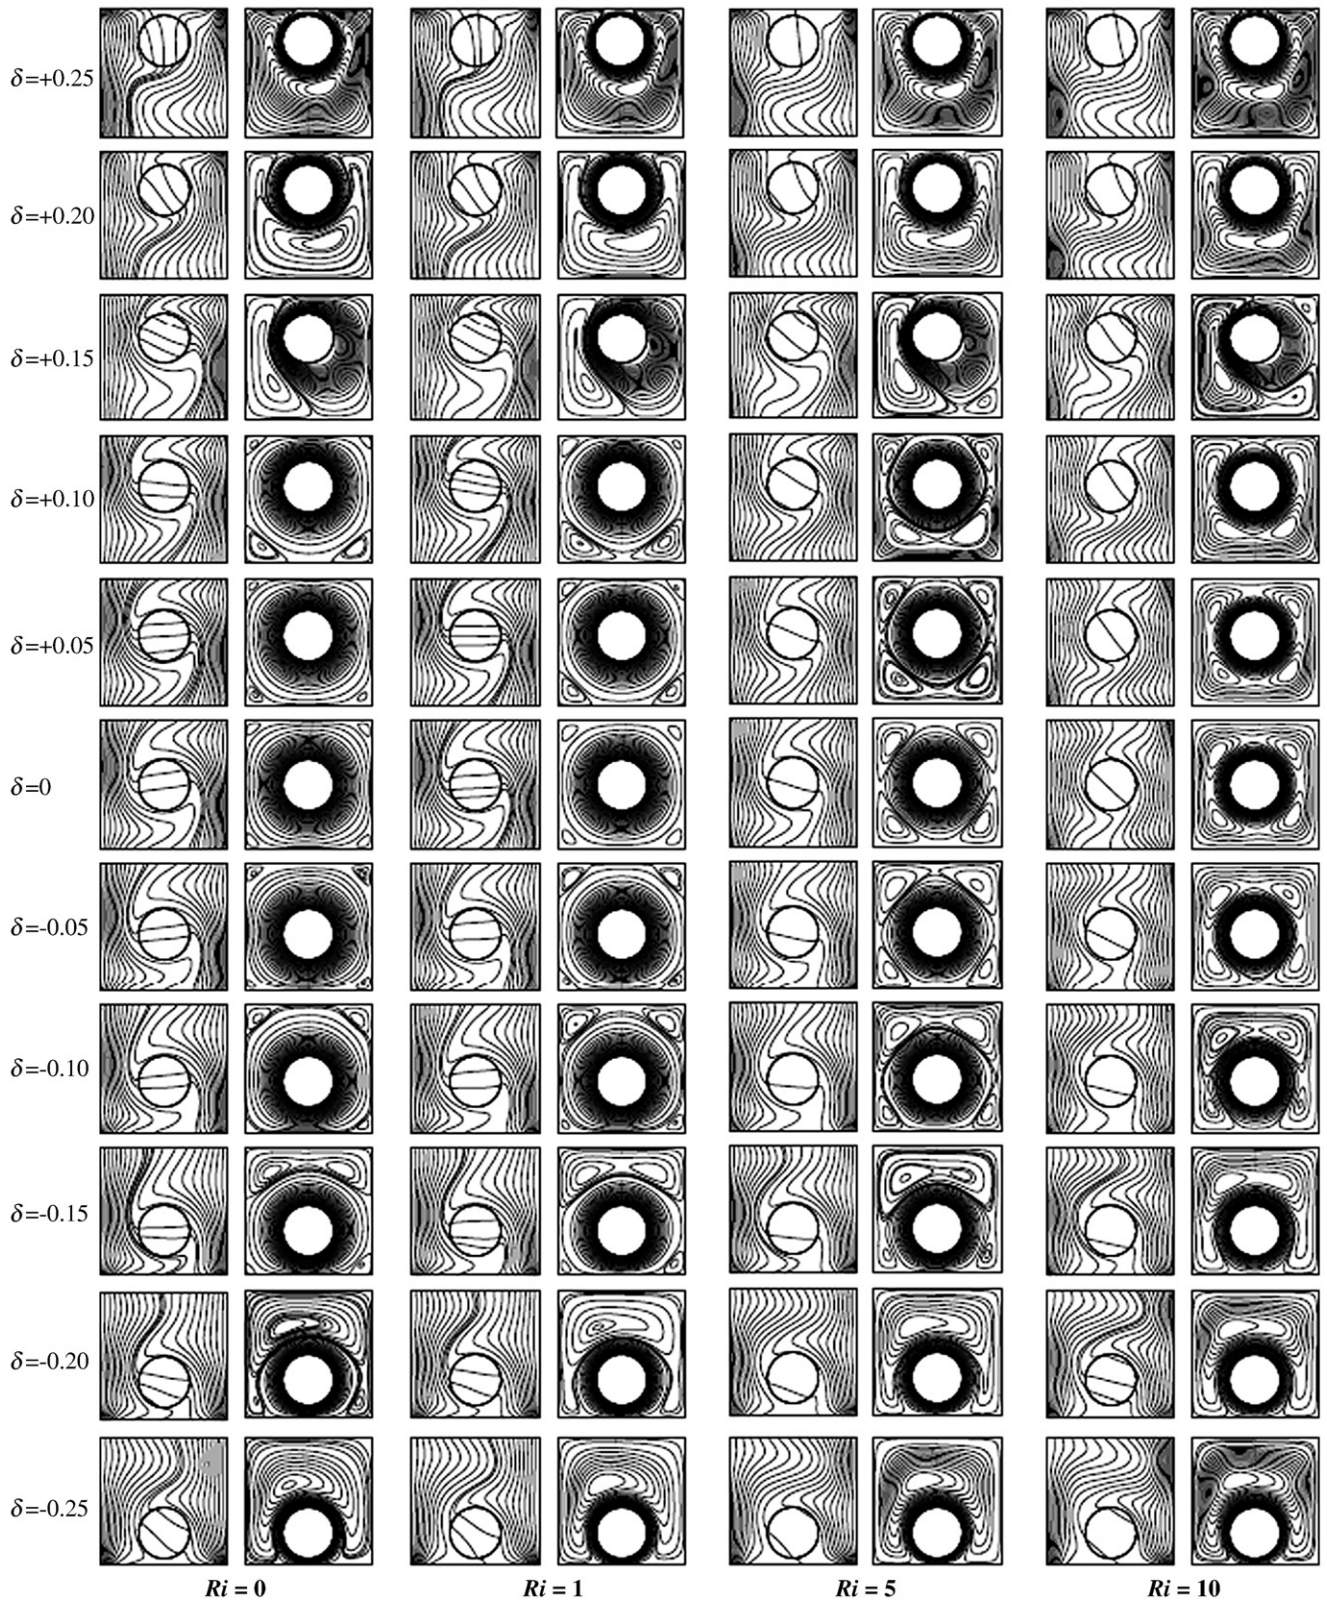 δ=+0.25
δ=+0.20
δ=+0.15
δ=+0.10
δ=+0.05
δ=0
δ=-0.05
δ=-0.10
δ=-0.15
δ=-0.20
δ=-0.25
Ri = 0
Ri = 1
Ri = 5
Ri = 10